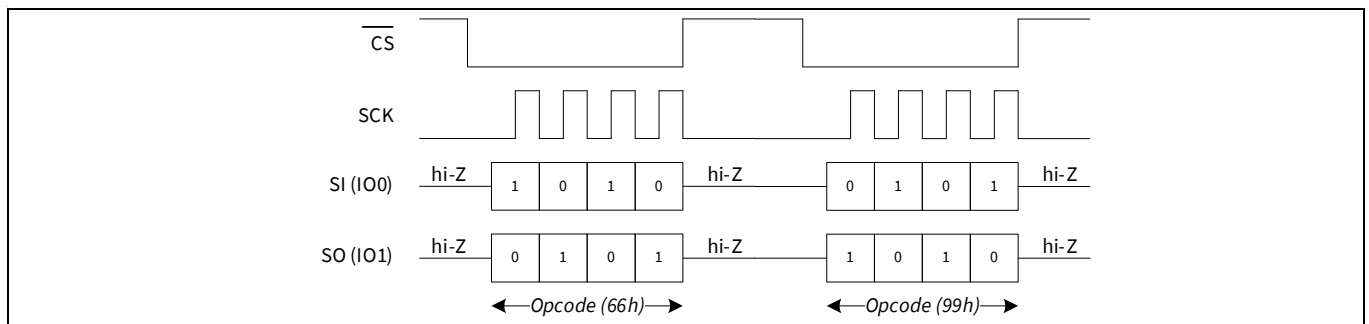 CS
SCK
SI (IO0) hi-Z 1 0 1 0 hi-Z 0 1 0 1 hi-Z
SO (IO1) hi-Z 0 1 0 1 hi-Z 1 0 1 0 hi-Z
Opcode (66h) Opcode (99h)